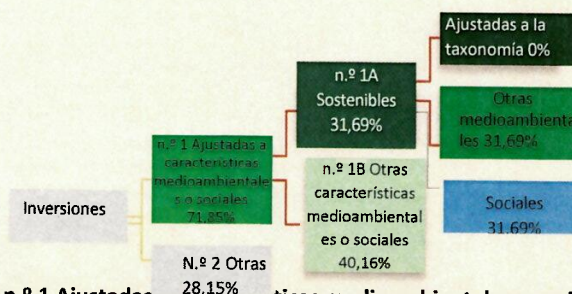 Ajustadas a la
taxonomía 0%
n.º 1A
Sostenibles
31,69%
Otras
medioambienta
les 31,69%
n.º 1 Ajustadas a
características
medioambientale
s o sociales
71,85%
n.º 1B Otras
características
medioambiental
es o sociales
40,16%
Sociales
31.69%
Inversiones
N.º 2 Otras
28,15%
n.º 1 Ajustadas